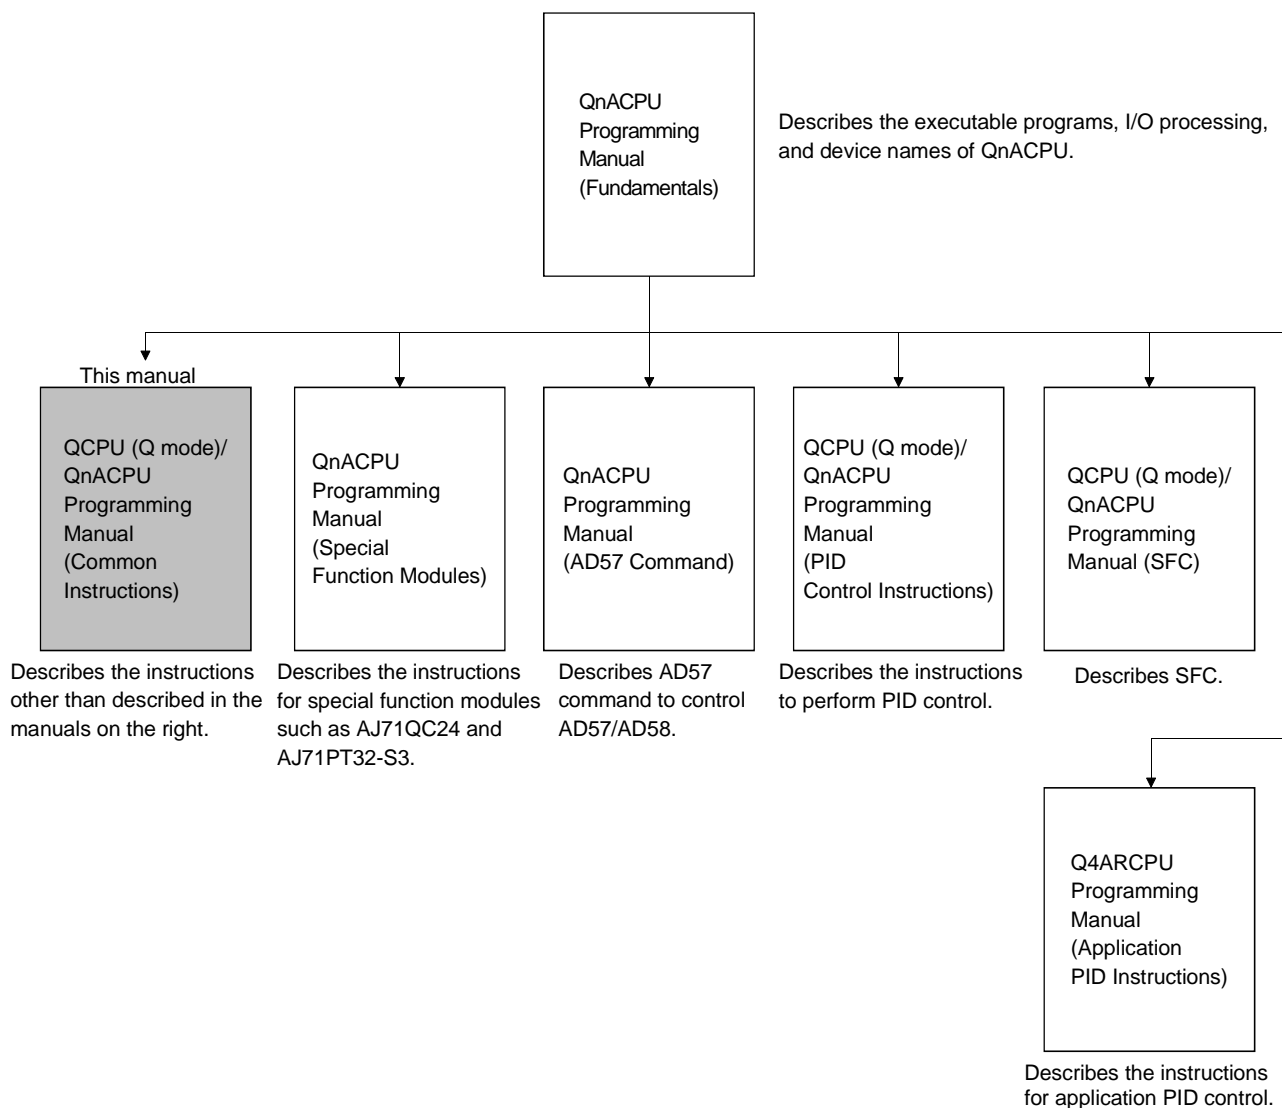 QnACPU
Programming
Manual
(Fundamentals)
Describes the executable programs, I/O processing,
and device names of QnACPU.
This manual
QCPU (Q mode)/
QnACPU
Programming
Manual
(Common
Instructions)
Describes the instructions
other than described in the
manuals on the right.
QnACPU
Programming
Manual
(Special
Function Modules)
Describes the instructions
for special function modules
such as AJ71QC24 and
AJ71PT32-S3.
QnACPU
Programming
Manual
(AD57 Command)
Describes AD57
command to control
AD57/AD58.
QCPU (Q mode)/
QnACPU
Programming
Manual
(PID
Control Instructions)
Describes the instructions
to perform PID control.
QCPU (Q mode)/
QnACPU
Programming
Manual (SFC)
Describes SFC.
Q4ARCPU
Programming
Manual
(Application
PID Instructions)
Describes the instructions
for application PID control.